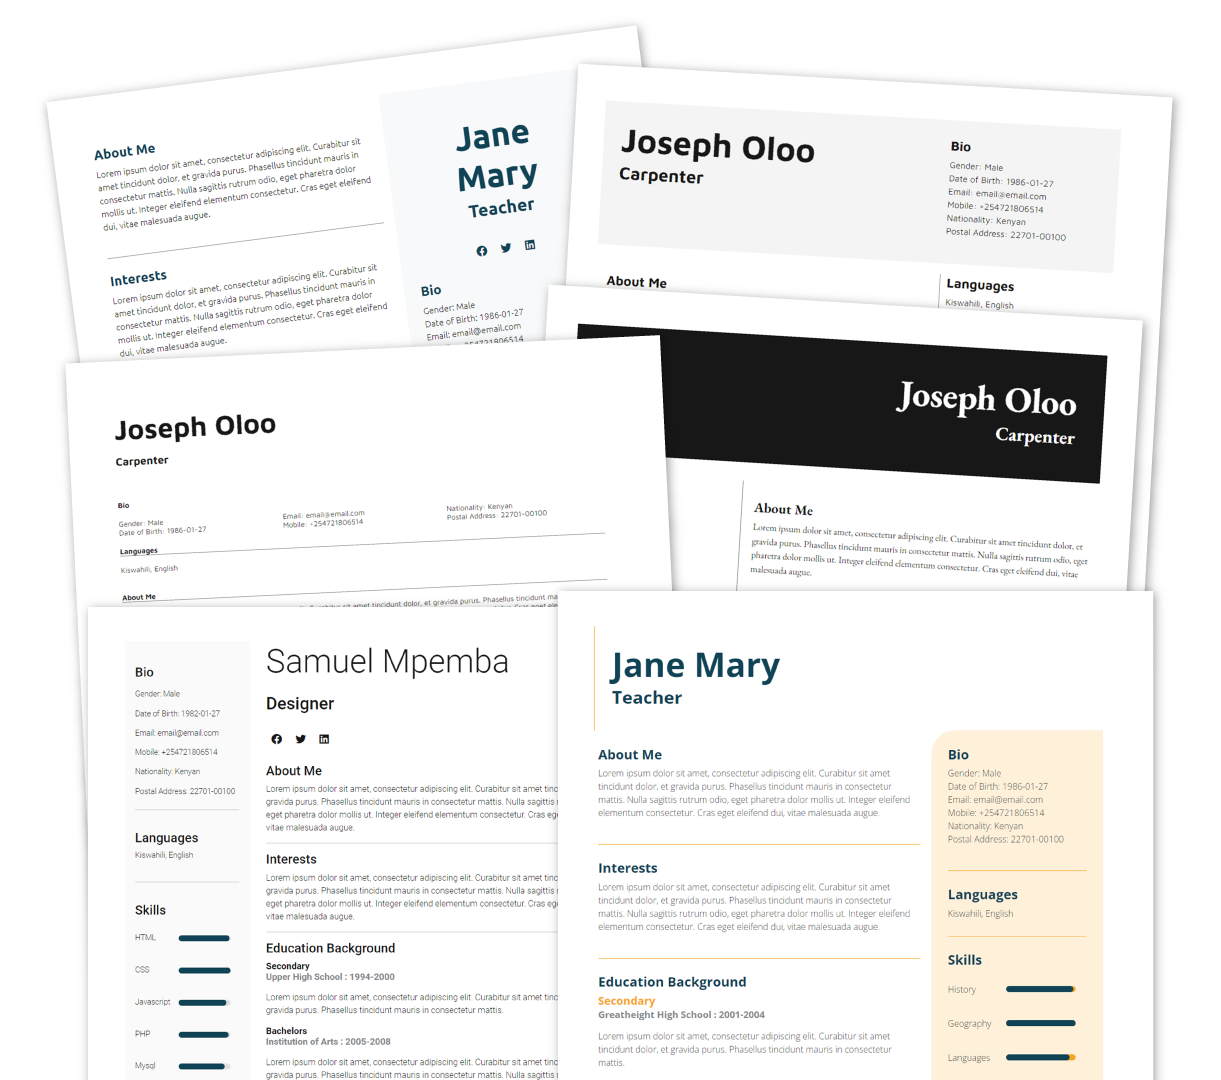 About Me
Lorem ipsum dolor sit amet, consectetur adipiscing elit. Curabitur sit
amet tincidunt dolor, et gravida purus. Phasellus tincidunt mauris in
consectetur mattis. Nulla sagittis rutrum odio, eget pharetra dolor
mollis ut. Integer eleifend elementum consectetur. Cras eget eleifend
dui, vitae malesuada augue.
Interests
Lorem ipsum dolor sit amet, consectetur adipiscing elit. Curabitur sit
amet tincidunt dolor, et gravida purus. Phasellus tincidunt mauris in
consectetur mattis. Nulla sagittis rutrum odio, eget pharetra dolor
mollis ut. Integer eleifend elementum consectetur. Cras eget eleifend
dui, vitae malesuada augue.
Jane
Mary
Teacher
Bio
Gender: Male
Date of Birth: 1986-01-27
Email: email@email.com
+254721806514
Joseph Oloo
Carpenter
Bio
Gender: Male
Date of Birth: 1986-01-27
Email: email@email.com
Mobile: +254721806514
Nationality: Kenyan
Postal Address: 22701-00100
About Me
Languages
Kiswahili, English
Joseph Oloo
Carpenter
About Me
Lorem ipsum dolor sit amet, consectetur adipiscing elit. Curabitur sit amet tincidunt dolor, et
gravida purus. Phasellus tincidunt mauris in consectetur mattis. Nulla sagittis rutrum odio, eget
pharetra dolor mollis ut. Integer eleifend elementum consectetur. Cras eget eleifend dui, vitae
malesuada augue.
Joseph Oloo
Carpenter
Bio
Gender: Male
Date of Birth: 1986-01-27
Email: email@email.com
Mobile: +254721806514
Nationality: Kenyan
Postal Address: 22701-00100
Languages
Kiswahili, English
About Me
amet tincidunt dolor, et gravida purus. Phasellus tincidunt
Bio
Gender: Male
Date of Birth: 1982-01-27
Email: email@email.com
Mobile: +254721806514
Nationality: Kenyan
Postal Address: 22701-00100
Languages
Kiswahili, English
Skills
HTML
CSS
Javascript
PHP
Mysql
Samuel Mpemba
Designer
About Me
Lorem ipsum dolor sit amet, consectetur adipiscing elit. Curabitur sit amet tinc
gravida purus. Phasellus tincidunt mauris in consectetur mattis. Nulla sagittis
eget pharetra dolor mollis ut. Integer eleifend elementum consectetur. Cras eg
vitae malesuada augue.
Interests
Lorem ipsum dolor sit amet, consectetur adipiscing elit. Curabitur sit amet tinc
gravida purus. Phasellus tincidunt mauris in consectetur mattis. Nulla sagittis
eget pharetra dolor mollis ut. Integer eleifend elementum consectetur. Cras eg
vitae malesuada augue.
Education Background
Secondary
Upper High School : 1994-2000
Lorem ipsum dolor sit amet, consectetur adipiscing elit. Curabitur sit amet tinc
gravida purus. Phasellus tincidunt mauris in consectetur mattis.
Bachelors
Institution of Arts : 2005-2008
Lorem ipsum dolor sit amet, consectetur adipiscing elit. Curabitur sit amet tinc
gravida purus. Phasellus tincidunt mauris in consectetur mattis. Nulla sagittis
Jane Mary
Teacher
About Me
Lorem ipsum dolor sit amet, consectetur adipiscing elit. Curabitur sit amet
tincidunt dolor, et gravida purus. Phasellus tincidunt mauris in consectetur
mattis. Nulla sagittis rutrum odio, eget pharetra dolor mollis ut. Integer eleifend
elementum consectetur. Cras eget eleifend dui, vitae malesuada augue.
Interests
Lorem ipsum dolor sit amet, consectetur adipiscing elit. Curabitur sit amet
tincidunt dolor, et gravida purus. Phasellus tincidunt mauris in consectetur
mattis. Nulla sagittis rutrum odio, eget pharetra dolor mollis ut. Integer eleifend
elementum consectetur. Cras eget eleifend dui, vitae malesuada augue.
Education Background
Secondary
Greatheight High School : 2001-2004
Lorem ipsum dolor sit amet, consectetur adipiscing elit. Curabitur sit amet
tincidunt dolor, et gravida purus. Phasellus tincidunt mauris in consectetur
mattis.
Bio
Gender: Male
Date of Birth: 1986-01-27
Email: email@email.com
Mobile: +254721806514
Nationality: Kenyan
Postal Address: 22701-00100
Languages
Kiswahili, English
Skills
History
Geography
Languages